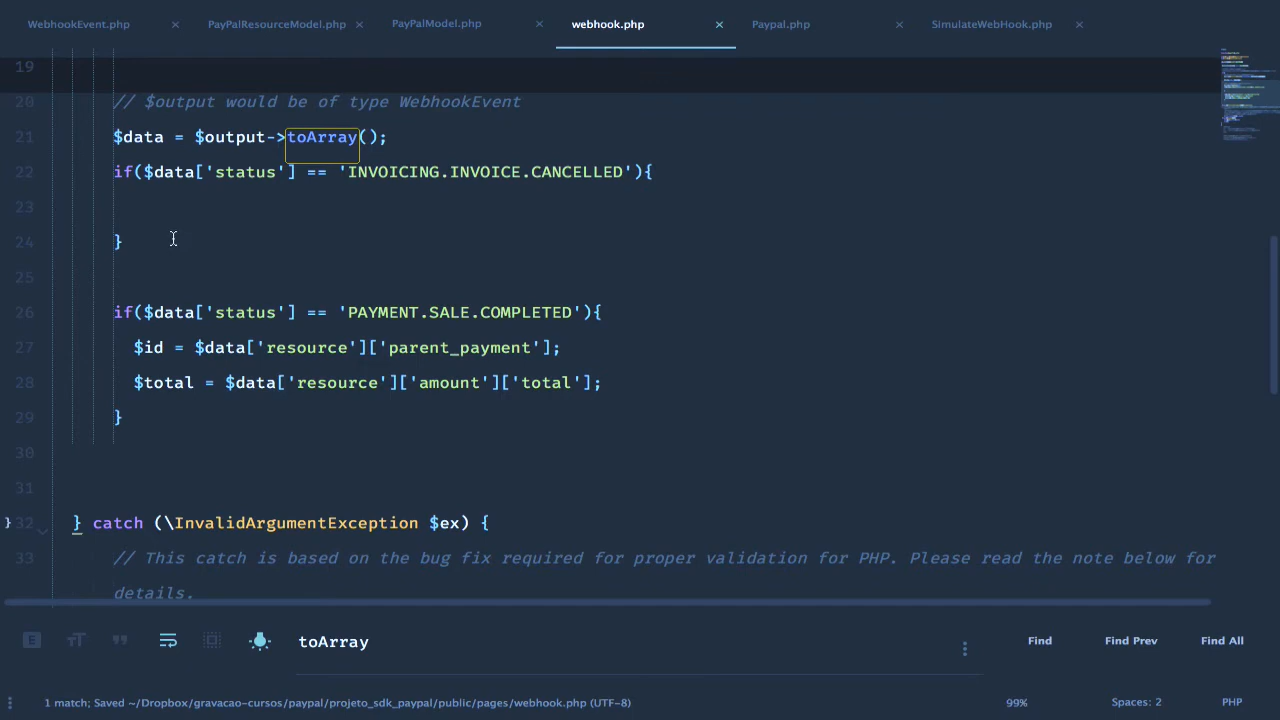 WebhookEvent.php × PayPalResourceModel.php × PayPalModel.php × webhook.php × Paypal.php × SimulateWebHook.php ×
19
20 // $output would be of type WebhookEvent
21 $data = $output->toArray();
22 if($data['status'] == 'INVOICING.INVOICE.CANCELLED'){
23
24 }
25
26 if($data['status'] == 'PAYMENT.SALE.COMPLETED'){
27 $id = $data['resource']['parent_payment'];
28 $total = $data['resource']['amount']['total'];
29 }
30
31
} 32 } catch (\InvalidArgumentException $ex) {
33 // This catch is based on the bug fix required for proper validation for PHP. Please read the note below for
details.
toArray Find Find Prev Find All
1 match; Saved ~/Dropbox/gravacao-cursos/paypal/projeto_sdk_paypal/public/pages/webhook.php (UTF-8) 99% Spaces: 2 PHP